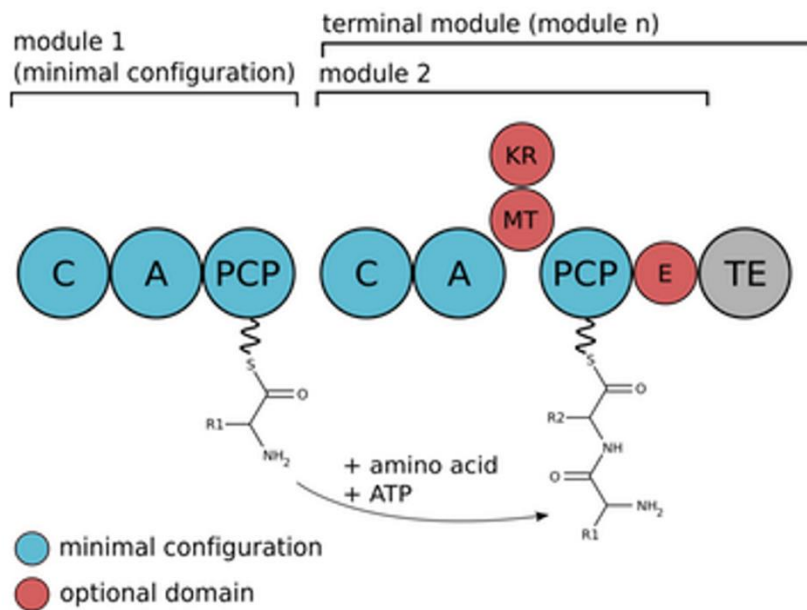 terminal module (module n)
module 1
(minimal configuration)
module 2
KR
MT
C
A
PCP
C
A
PCP
E
TE
S
O
R1
NH2
S
O
R2
NH
O
NH2
R1
+ amino acid
+ ATP
minimal configuration
optional domain